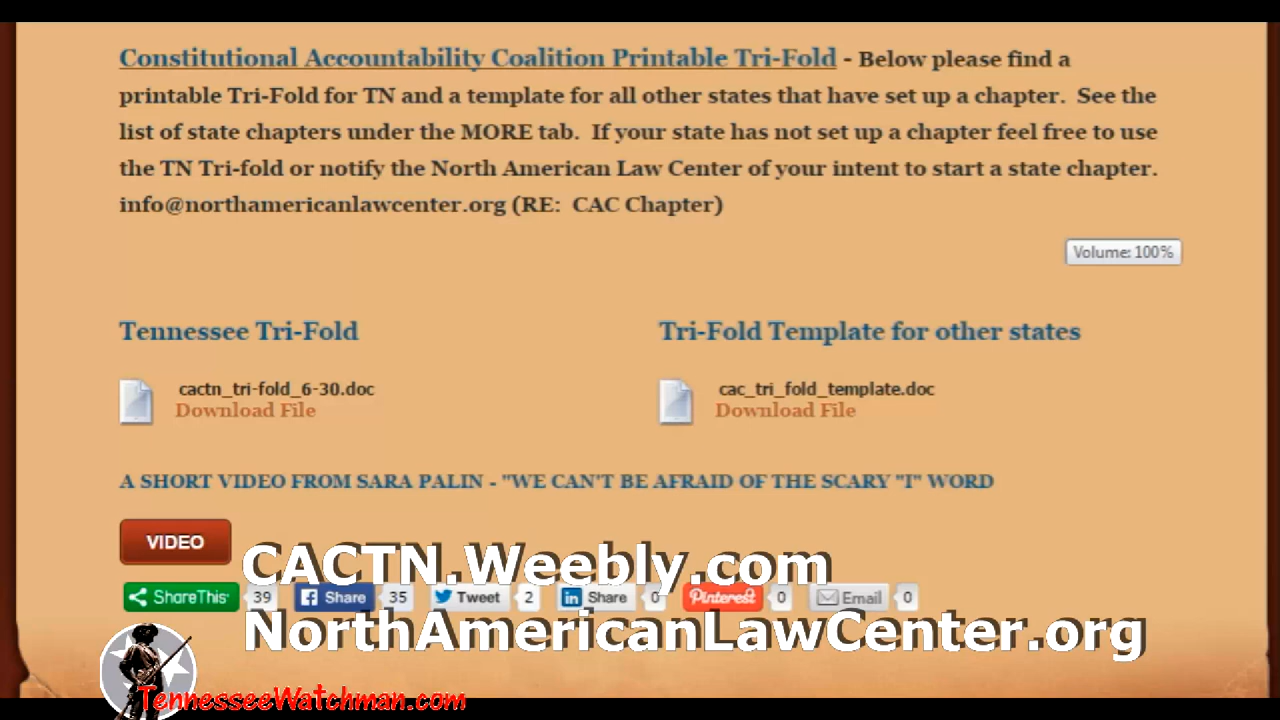 Constitutional Accountability Coalition Printable Tri-Fold - Below please find a
printable Tri-Fold for TN and a template for all other states that have set up a chapter. See the
list of state chapters under the MORE tab. If your state has not set up a chapter feel free to use
the TN Tri-fold or notify the North American Law Center of your intent to start a state chapter.
info@northamericanlawcenter.org (RE: CAC Chapter)
Volume: 100%
Tennessee Tri-Fold
Tri-Fold Template for other states
cactn_tri-fold_6-30.doc
Download File
cac_tri_fold_template.doc
Download File
A SHORT VIDEO FROM SARA PALIN - "WE CAN'T BE AFRAID OF THE SCARY "I" WORD
VIDEO
CACTN.Weebly.com
ShareThis 39 Share 35 Tweet 2 in Share 0 Pinterest 0 Email 0
NorthAmericanLawCenter.org
TennesseeWatchman.com